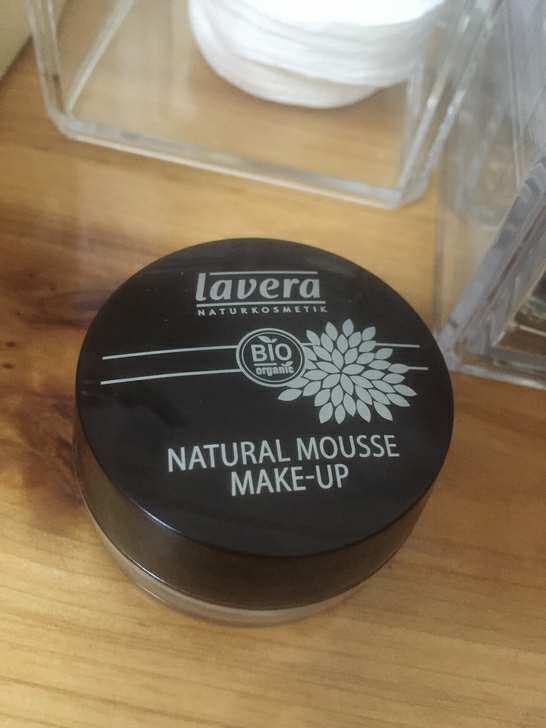 lavera
NATURKOSMETIK
BIO
organic
NATURAL MOUSSE
MAKE-UP